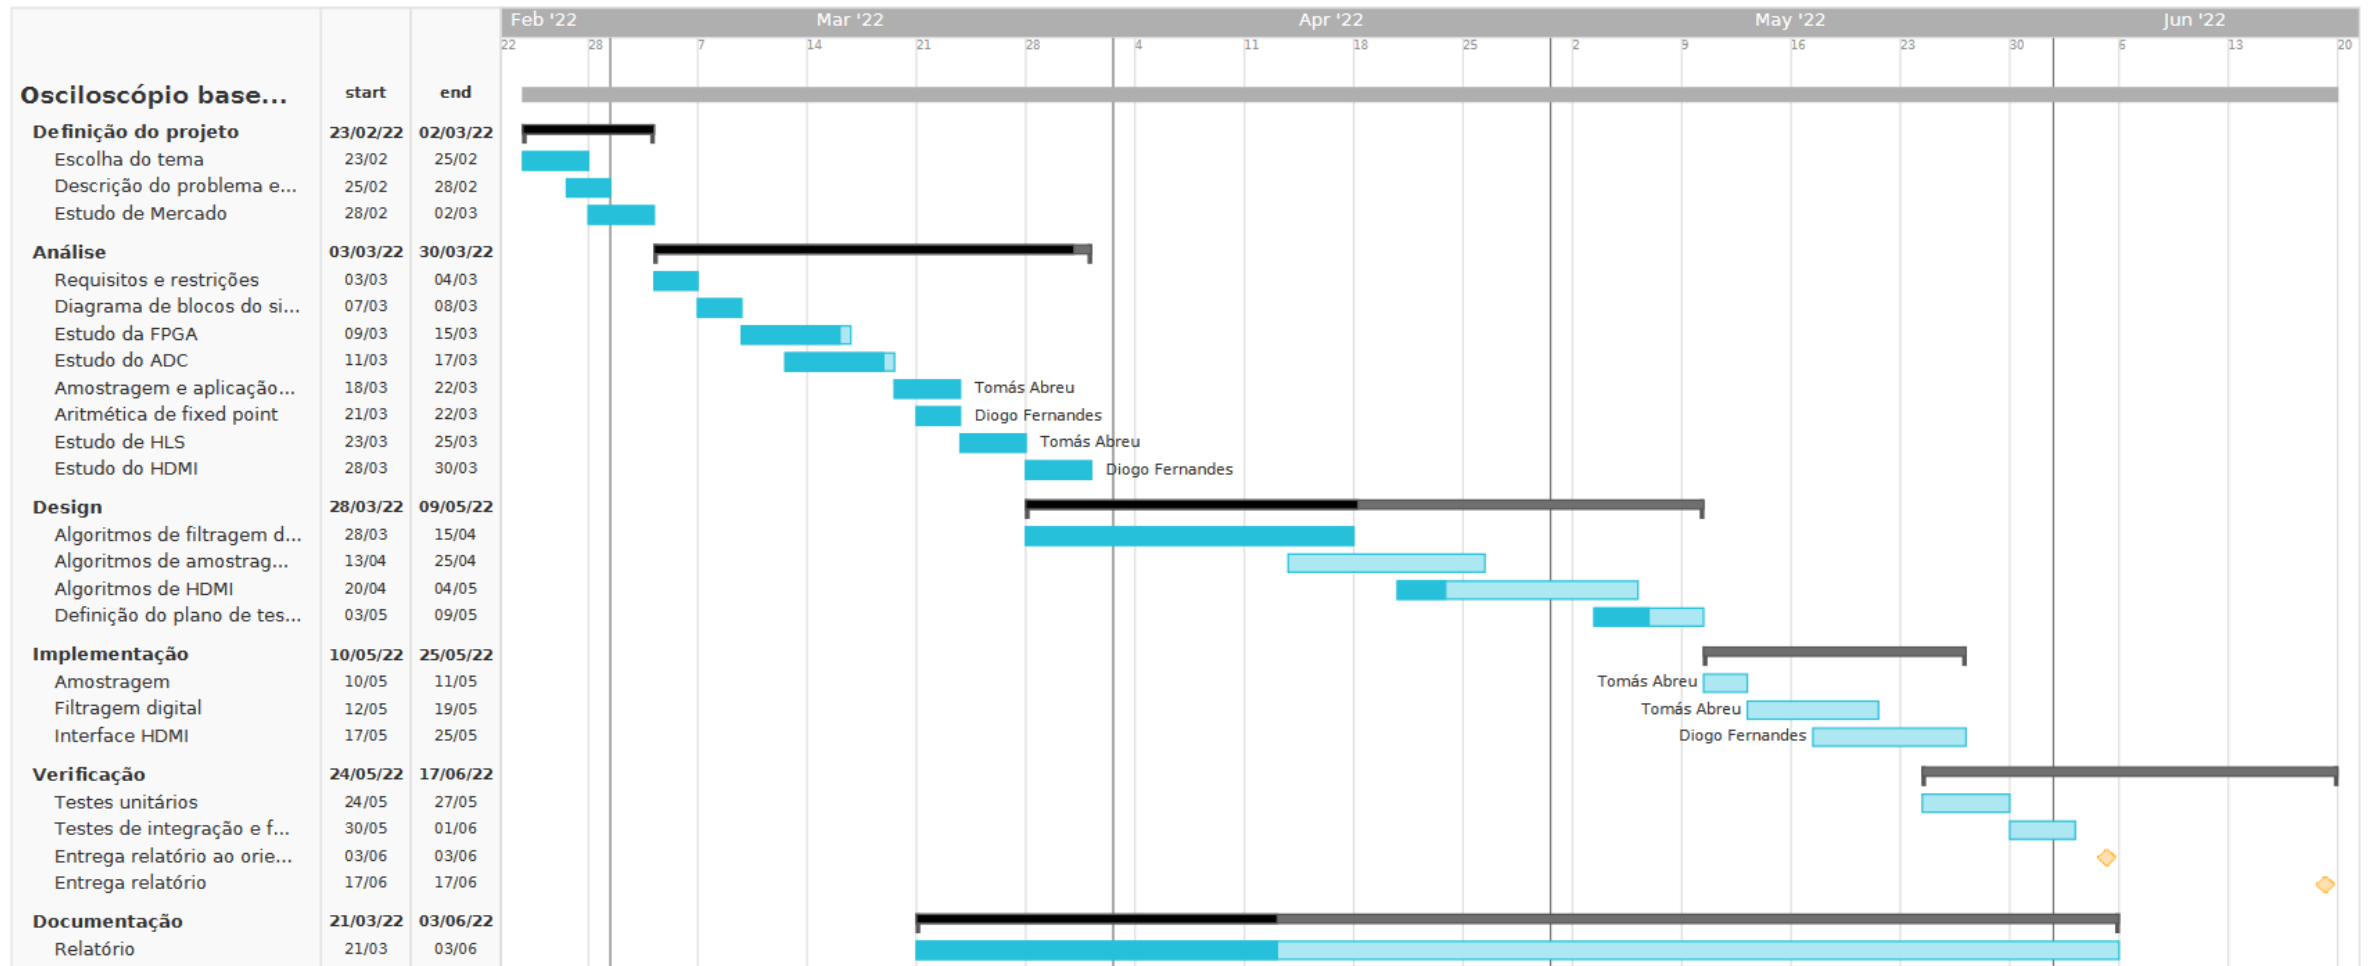 Feb '22 Mar '22 Apr '22 May '22 Jun '22
22 28 7 14 21 28 4 11 18 25 2 9 16 23 30 6 13 20
Osciloscópio base... start end
Definição do projeto 23/02/22 02/03/22
Escolha do tema 23/02 25/02
Descrição do problema e... 25/02 28/02
Estudo de Mercado 28/02 02/03
Análise 03/03/22 30/03/22
Requisitos e restrições 03/03 04/03
Diagrama de blocos do si... 07/03 08/03
Estudo da FPGA 09/03 15/03
Estudo do ADC 11/03 17/03
Amostragem e aplicação... 18/03 22/03 Tomás Abreu
Aritmética de fixed point 21/03 22/03 Diogo Fernandes
Estudo de HLS 23/03 25/03 Tomás Abreu
Estudo do HDMI 28/03 30/03 Diogo Fernandes
Design 28/03/22 09/05/22
Algoritmos de filtragem d... 28/03 15/04
Algoritmos de amostrag... 13/04 25/04
Algoritmos de HDMI 20/04 04/05
Definição do plano de tes... 03/05 09/05
Implementação 10/05/22 25/05/22
Amostragem 10/05 11/05 Tomás Abreu
Filtragem digital 12/05 19/05 Tomás Abreu
Interface HDMI 17/05 25/05 Diogo Fernandes
Verificação 24/05/22 17/06/22
Testes unitários 24/05 27/05
Testes de integração e f... 30/05 01/06
Entrega relatório ao orie... 03/06 03/06
Entrega relatório 17/06 17/06
Documentação 21/03/22 03/06/22
Relatório 21/03 03/06